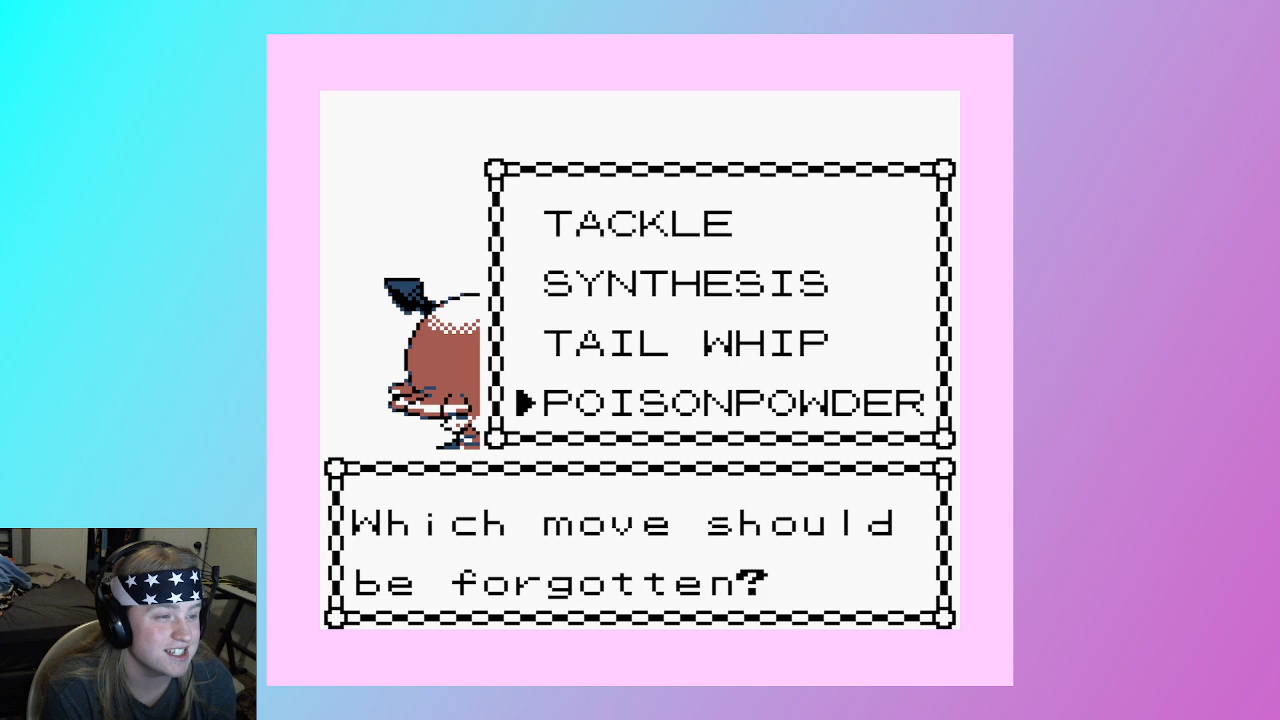 TACKLE
SYNTHESIS
TAIL WHIP
▶POISONPOWDER
Which move should
be forgotten?